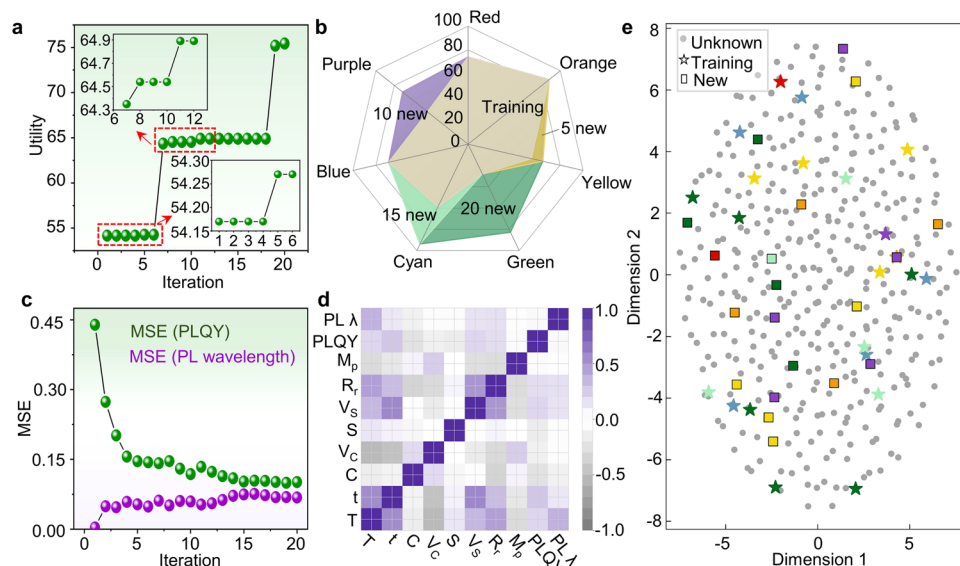 a
Utility
75
65
55
64.9
64.6
64.3
6 8 10 12
54.30
54.25
54.20
54.15
1 2 3 4 5 6
0 5 10 15 20
Iteration
b
100
80
60
40
20
0
Red
Orange
Yellow
Green
Cyan
Blue
Purple
Training
5 new
10 new
15 new
20 new
c
MSE
0.45
0.30
0.15
0.00
MSE (PLQY)
MSE (PL wavelength)
0 5 10 15 20
Iteration
d
PL λ
PLQY
Mp
Rr
VS
S
VC
C
t
T
T t C VC S VS Rr Mp PLQY PL λ
1.0
0.5
0.0
-0.5
-1.0
e
Unknown
Training
New
Dimension 2
8
6
4
2
0
-2
-4
-6
-8
-5 0 5
Dimension 1